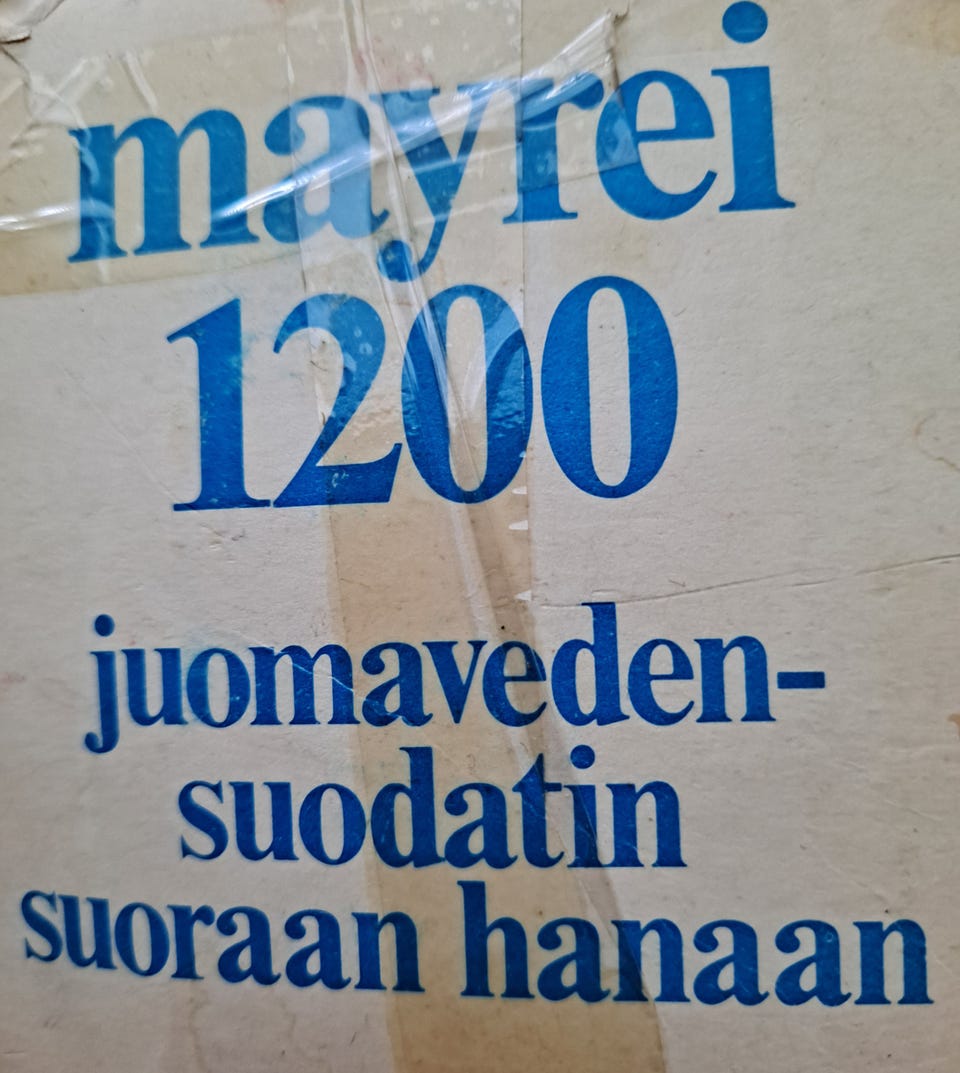 mayrei
1200
juomaveden-
suodatin
suoraan hanaan